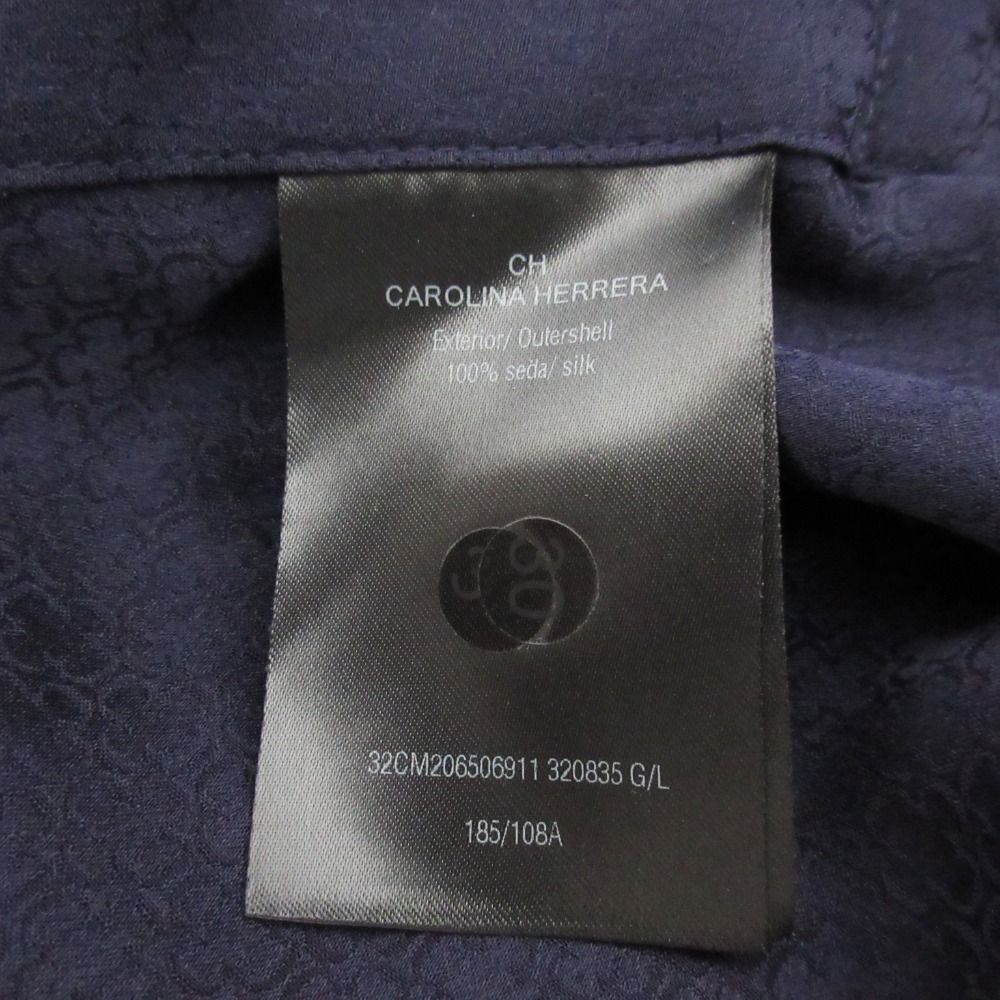 CH
CAROLINA HERRERA
Exterior/ Outershell
100% seda/ silk
32CM206506911 320835 G/L
185/108A